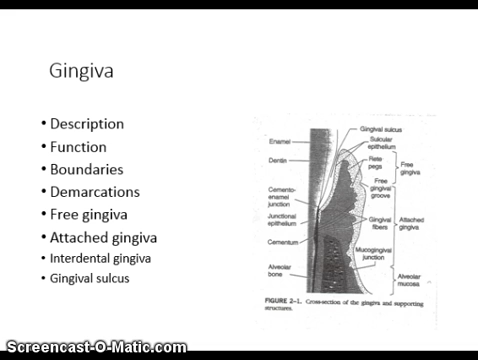 Gingiva
• Description
• Function
• Boundaries
• Demarcations
• Free gingiva
• Attached gingiva
• Interdental gingiva
• Gingival sulcus
Gingival sulcus
Sulcular
epithelium
Enamel
Dentin
Rete
pegs
Free
gingiva
Free
gingival
groove
Cemento-
enamel
junction
Junctional
epithelium
Gingival
fibers
Attached
gingiva
Cementum
Mucogingival
junction
Alveolar
bone
Alveolar
mucosa
FIGURE 2–1. Cross-section of the gingiva and supporting
structures.
Screencast-O-Matic.com